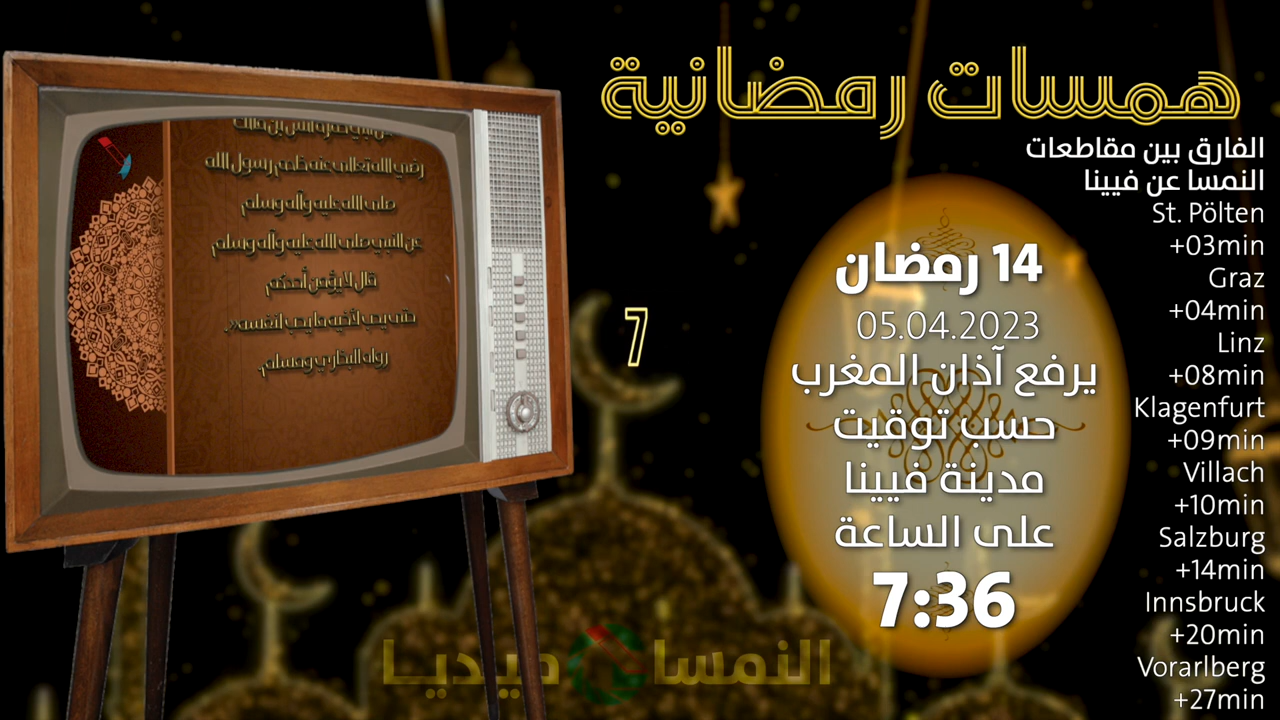 همسات رمضانية
الفارق بين مقاطعات
النمسا عن فيينا
St. Pölten
+03min
Graz
+04min
Linz
+08min
Klagenfurt
+09min
Villach
+10min
Salzburg
+14min
Innsbruck
+20min
Vorarlberg
+27min
14 رمضان
05.04.2023
يرفع آذان المغرب
حسب توقيت
مدينة فيينا
على الساعة
7:36
7
رضي الله تعالى عنه خادم رسول الله
صلى الله عليه وآله وسلم
عن النبي صلى الله عليه وآله وسلم
قال لا يؤمن أحدكم
حتى يحب لأخيه ما يحب لنفسه».
رواه البخاري ومسلم.
النمسا ميديا